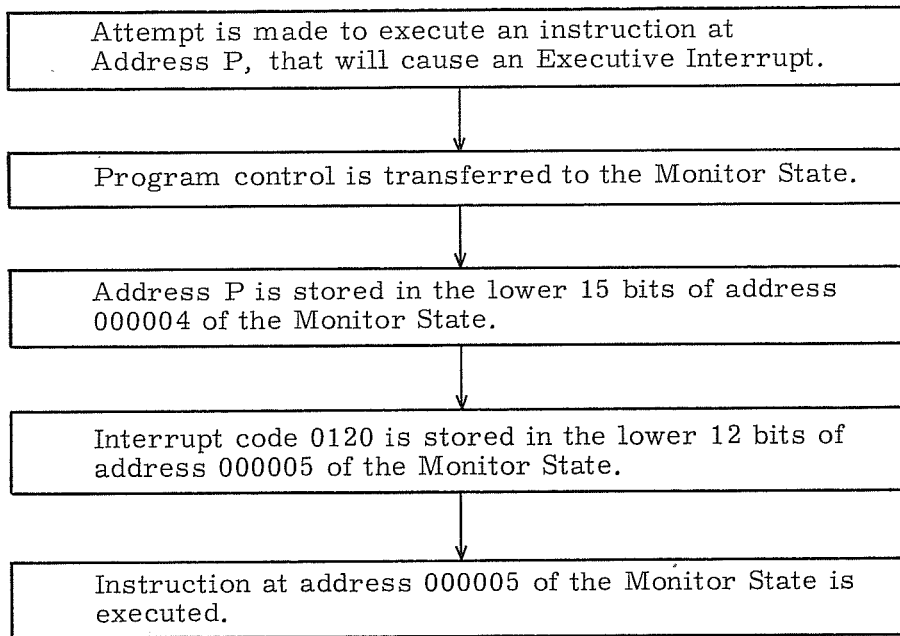 Attempt is made to execute an instruction at
Address P, that will cause an Executive Interrupt.
Program control is transferred to the Monitor State.
Address P is stored in the lower 15 bits of address
000004 of the Monitor State.
Interrupt code 0120 is stored in the lower 12 bits of
address 000005 of the Monitor State.
Instruction at address 000005 of the Monitor State is
executed.